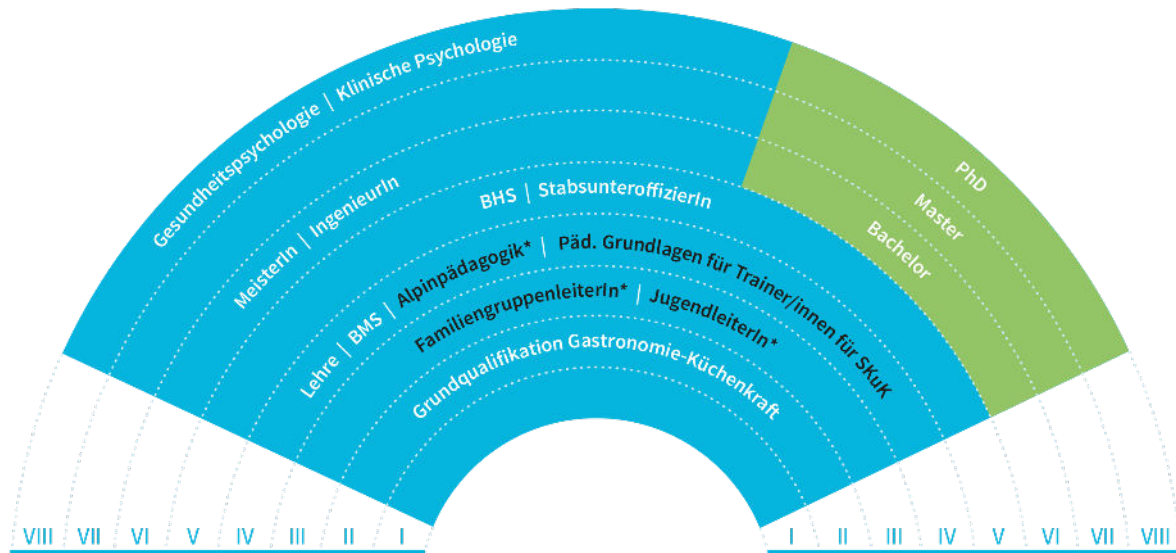 Gesundheitspsychologie | Klinische Psychologie
PhD
Master
MeisterIn | IngenieurIn
Bachelor
BHS | StabsunteroffizierIn
Lehre | BMS | Alpinpädagogik* | Päd. Grundlagen für Trainer/innen für SKuK
FamiliengruppenleiterIn* | JugendleiterIn*
Grundqualifikation Gastronomie-Küchenkraft
VIII VII VI V IV III II I I II III IV V VI VII VIII